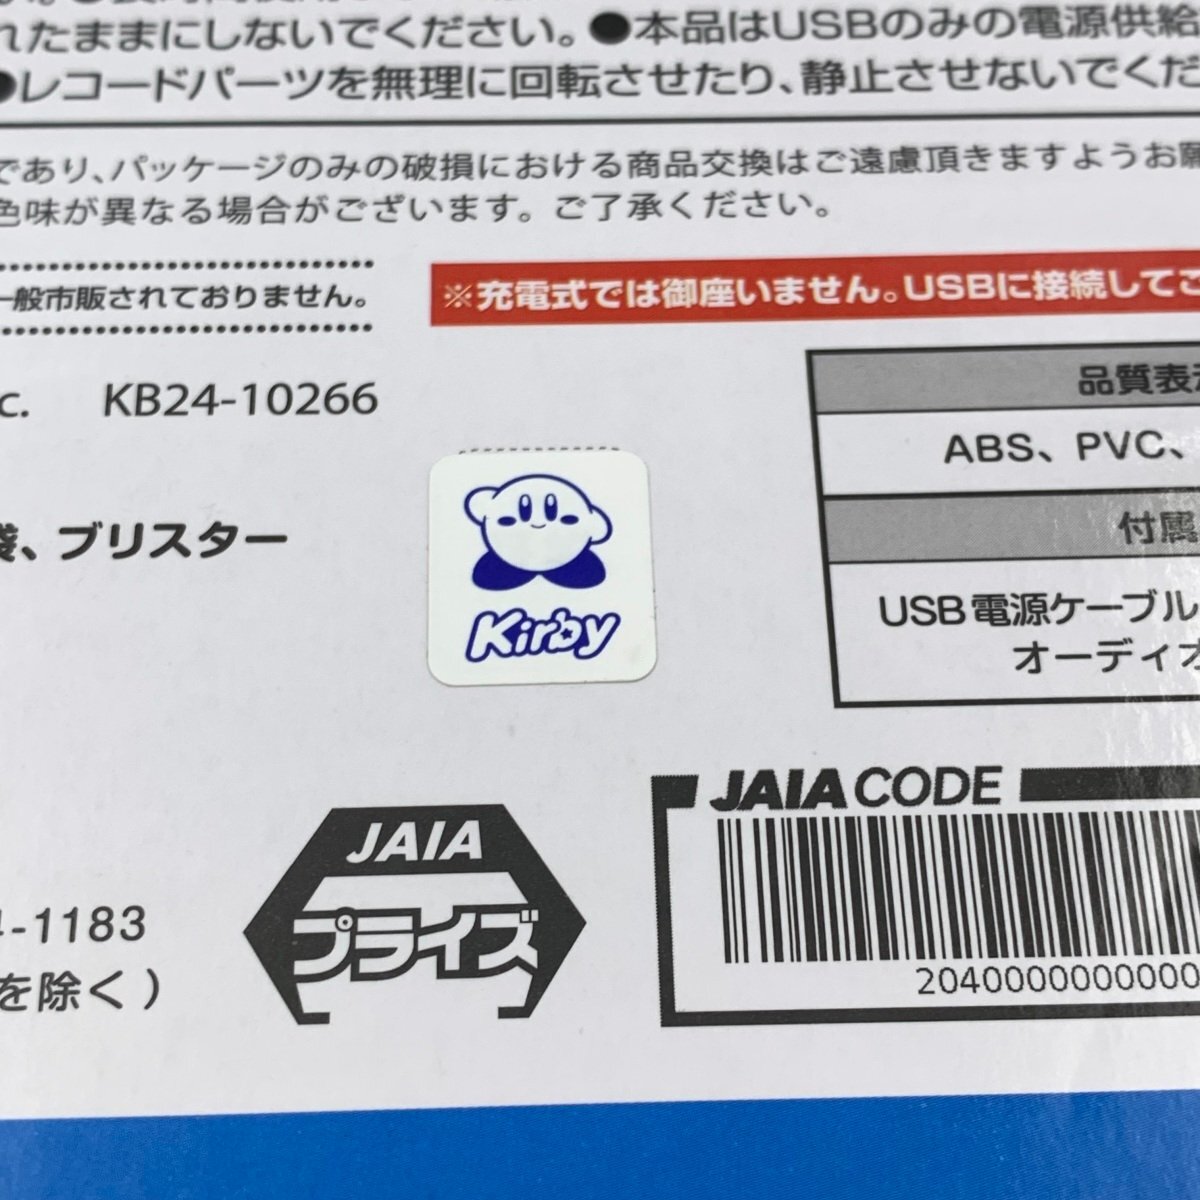 れたままにしないでください。●本品はUSBのみの電源供給
●レコードパーツを無理に回転させたり、静止させないでくだ
であり、パッケージのみの破損における商品交換はご遠慮頂きますようお願
色味が異なる場合がございます。ご了承ください。
一般市販されておりません。
※充電式では御座いません。USBに接続してご
c. KB24-10266
品質表示
ABS、PVC、
袋、ブリスター
付属
Kirby
USB電源ケーブル
オーディオ
JAIA CODE
JAIA
プライズ
4-1183
を除く）
2040000000000